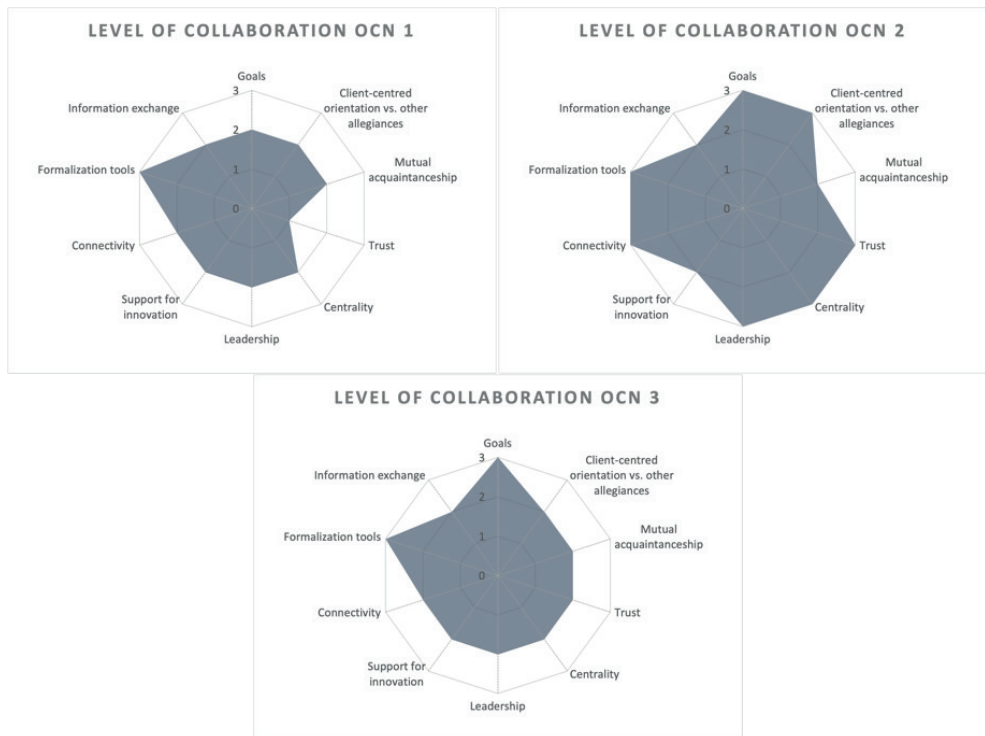 LEVEL OF COLLABORATION OCN 1
Goals
3
Information exchange
Client-centred
orientation vs. other
allegiances
2
Formalization tools
Mutual
acquaintanceship
1
0
Connectivity
Trust
Support for
innovation
Centrality
Leadership
LEVEL OF COLLABORATION OCN 2
Goals
3
Information exchange
Client-centred
orientation vs. other
allegiances
2
Formalization tools
Mutual
acquaintanceship
1
0
Connectivity
Trust
Support for
innovation
Centrality
Leadership
LEVEL OF COLLABORATION OCN 3
Goals
3
Information exchange
Client-centred
orientation vs. other
allegiances
2
Formalization tools
Mutual
acquaintanceship
1
0
Connectivity
Trust
Support for
innovation
Centrality
Leadership